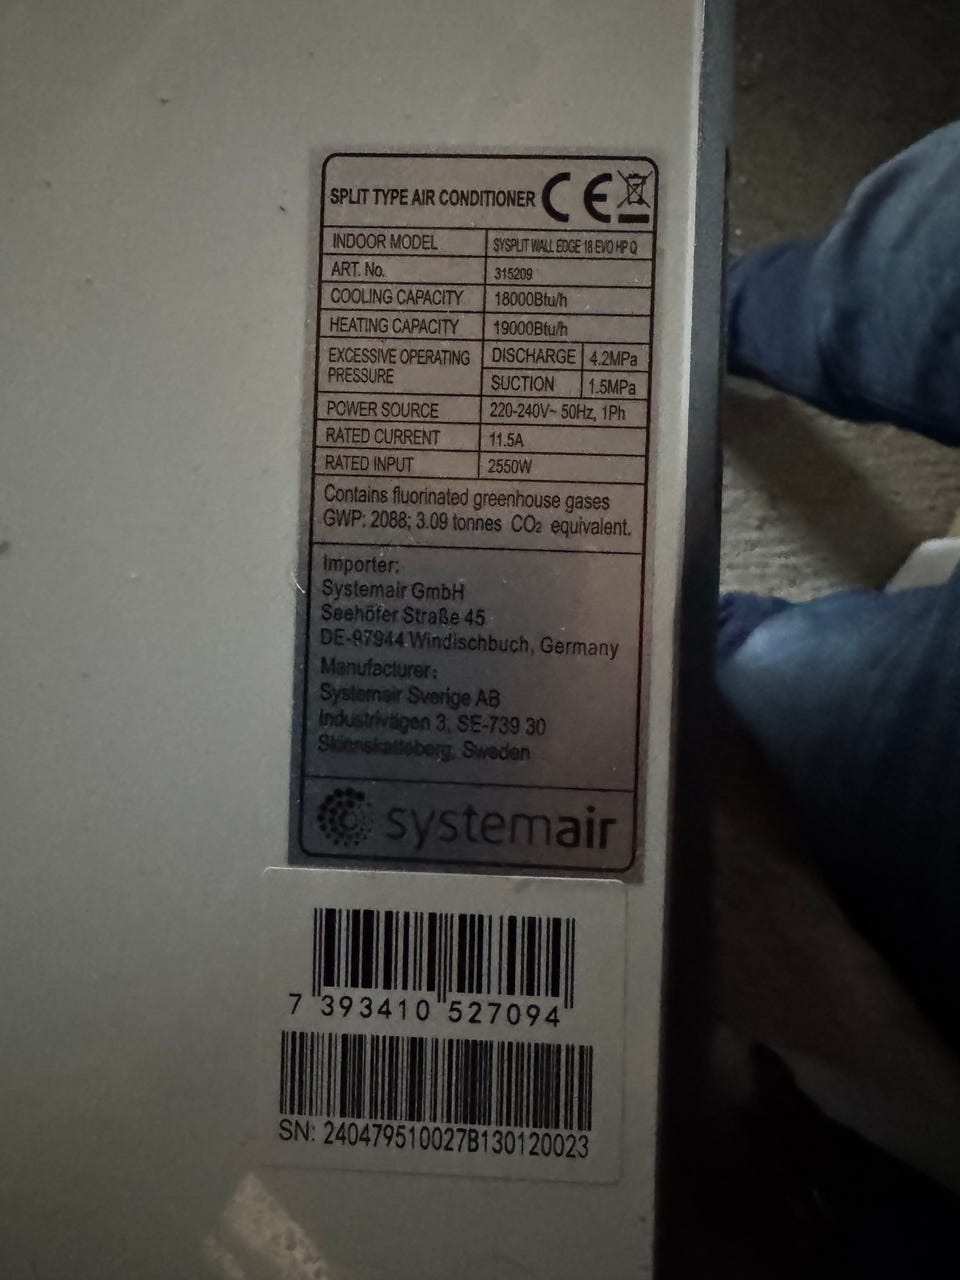 SPLIT TYPE AIR CONDITIONER CE
INDOOR MODEL SYSPLIT WALL EDGE 18 EVO HP Q
ART. No. 315209
COOLING CAPACITY 18000Btu/h
HEATING CAPACITY 19000Btu/h
EXCESSIVE OPERATING PRESSURE DISCHARGE 4.2MPa
SUCTION 1.5MPa
POWER SOURCE 220-240V~ 50Hz, 1Ph
RATED CURRENT 11.5A
RATED INPUT 2550W
Contains fluorinated greenhouse gases
GWP: 2088; 3.09 tonnes CO₂ equivalent.
Importer:
Systemair GmbH
Seehöfer Straße 45
DE-97944 Windischbuch, Germany
Manufacturer:
Systemair Sverige AB
Industrivägen 3, SE-739 30
Skinnskatteberg, Sweden
systemair
7 393410 527094
SN: 240479510027B130120023